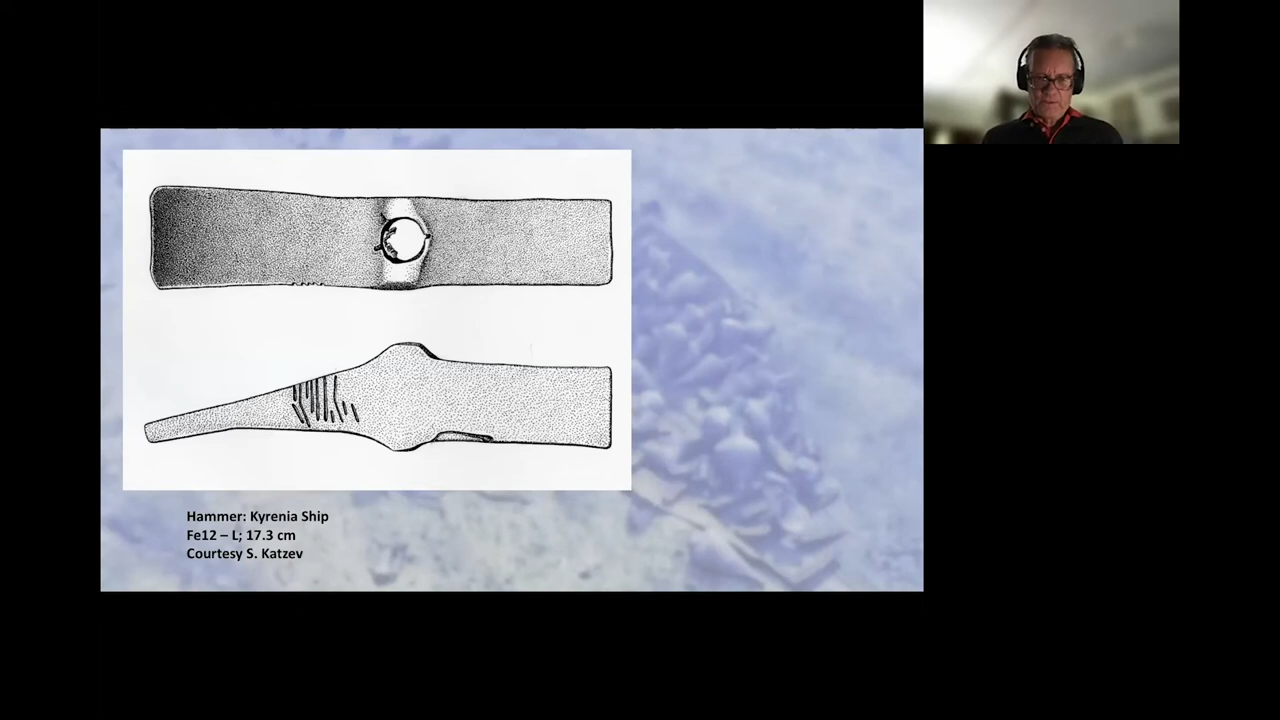 Hammer: Kyrenia Ship
Fe12 – L; 17.3 cm
Courtesy S. Katzev